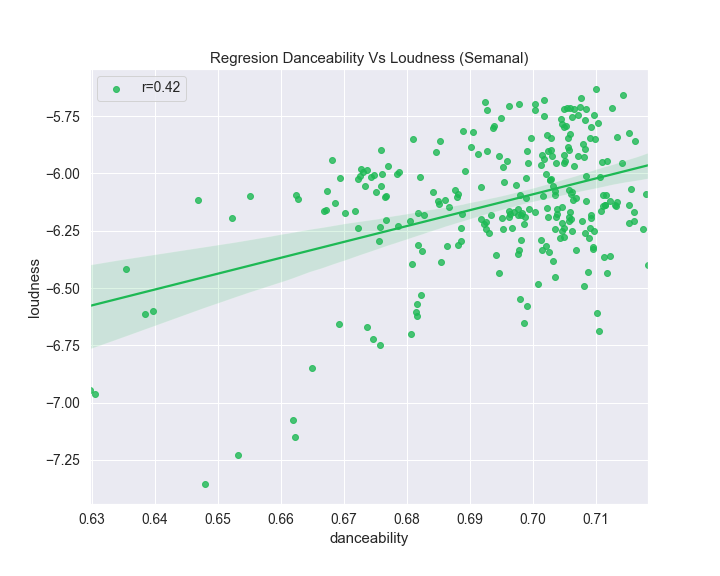 Regresion Danceability Vs Loudness (Semanal)
r=0.42
−5.75
−6.00
−6.25
−6.50
−6.75
−7.00
−7.25
loudness
0.63 0.64 0.65 0.66 0.67 0.68 0.69 0.70 0.71
danceability